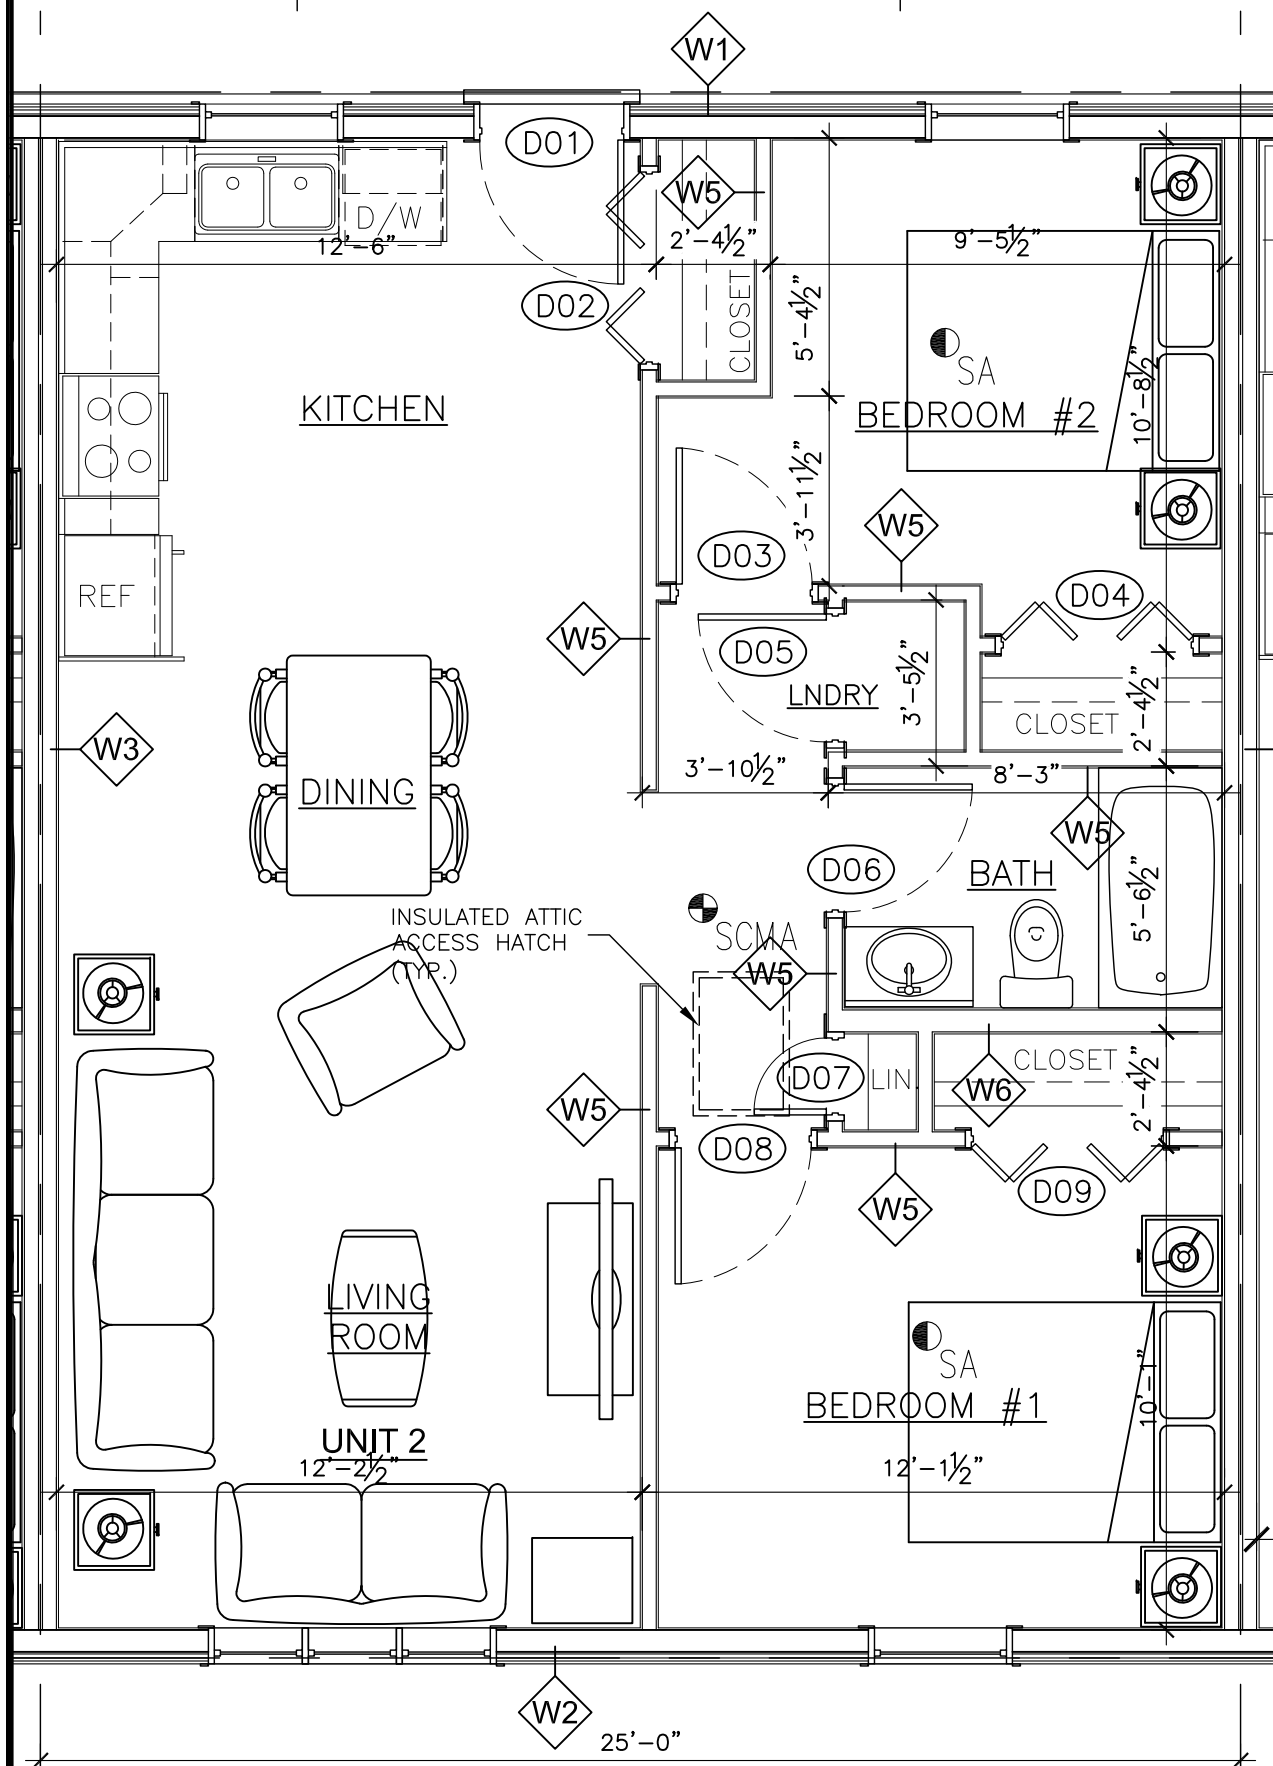 W1
D01
W5
D/W
12'-6"
2'-4½"
9'-5½"
D02
CLOSET
5'-4½"
SA
10'-8½"
KITCHEN
BEDROOM #2
3'-11½"
W5
D03
REF
D04
W5
D05
3'-5½"
LNDRY
CLOSET
2'-4½"
W3
3'-10½"
8'-3"
DINING
W5
D06
BATH
5'-6½"
INSULATED ATTIC
ACCESS HATCH
(TYP.)
SCMA
W5
CLOSET
D07
LIN.
W6
2'-4½"
W5
D08
D09
W5
LIVING
ROOM
SA
10'-1"
BEDROOM #1
UNIT 2
12'-2½"
12'-1½"
W2
25'-0"